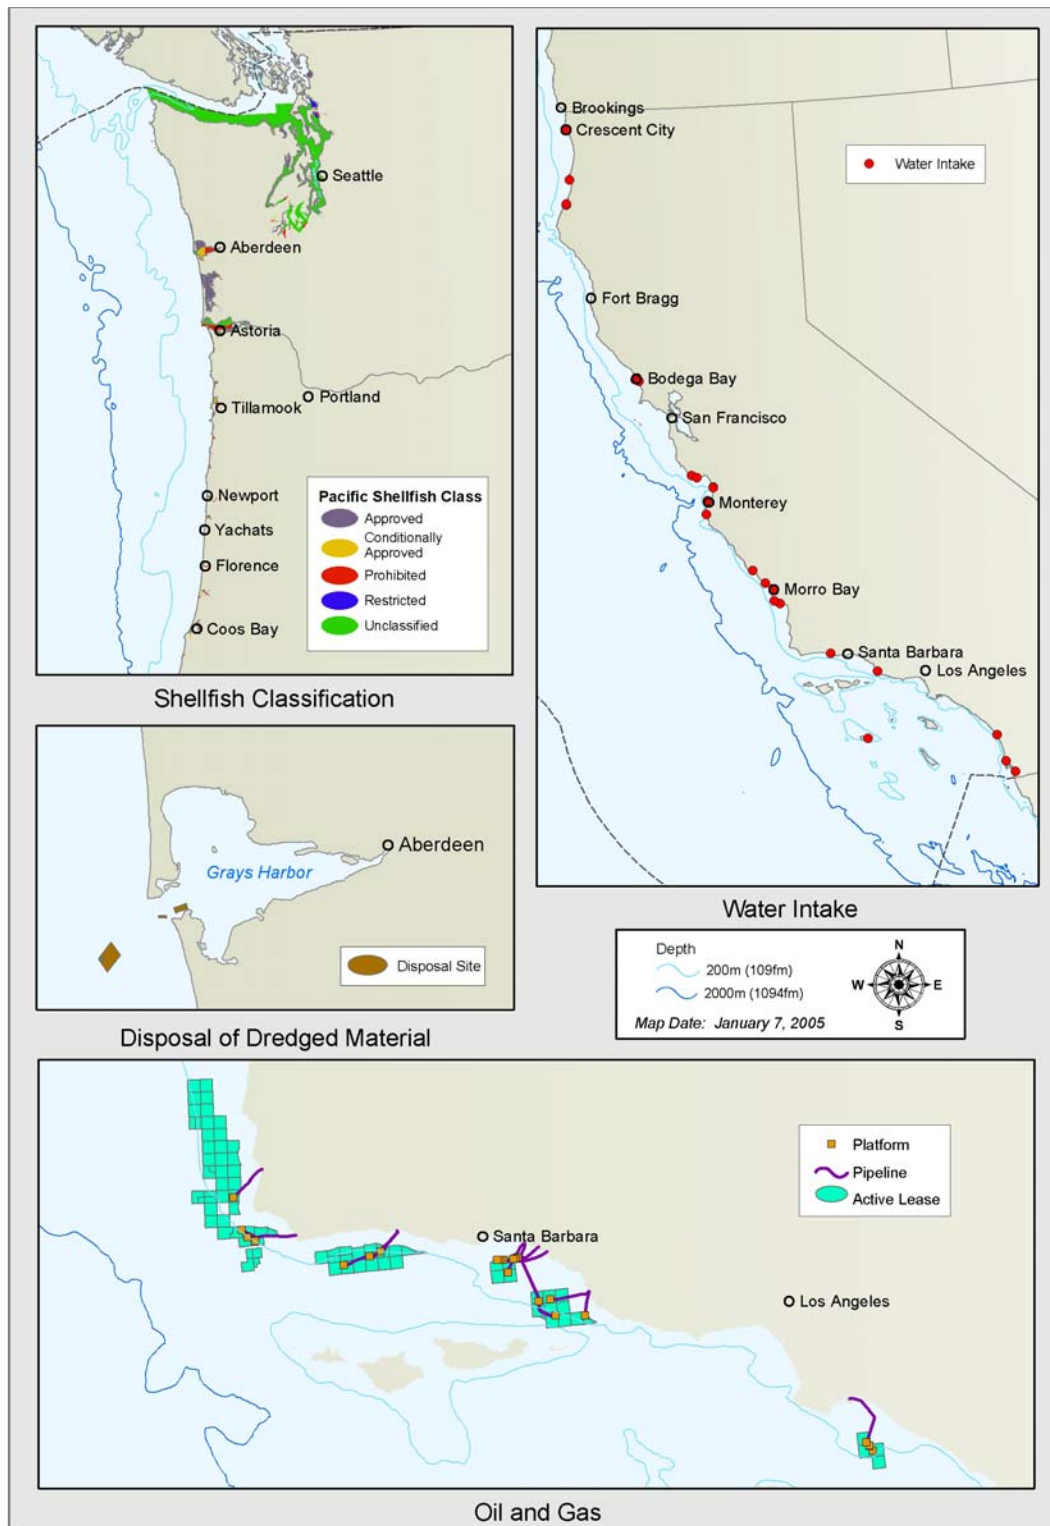 Seattle
Aberdeen
Astoria
Portland
Tillamook
Newport
Yachats
Florence
Coos Bay
Pacific Shellfish Class
Approved
Conditionally
Approved
Prohibited
Restricted
Unclassified
Shellfish Classification
Brookings
Crescent City
Water Intake
Fort Bragg
Bodega Bay
San Francisco
Monterey
Morro Bay
Santa Barbara
Los Angeles
Water Intake
Aberdeen
Grays Harbor
Disposal Site
Disposal of Dredged Material
Depth
200m (109fm)
2000m (1094fm)
Map Date: January 7, 2005
N
W
E
S
Platform
Pipeline
Active Lease
Santa Barbara
Los Angeles
Oil and Gas